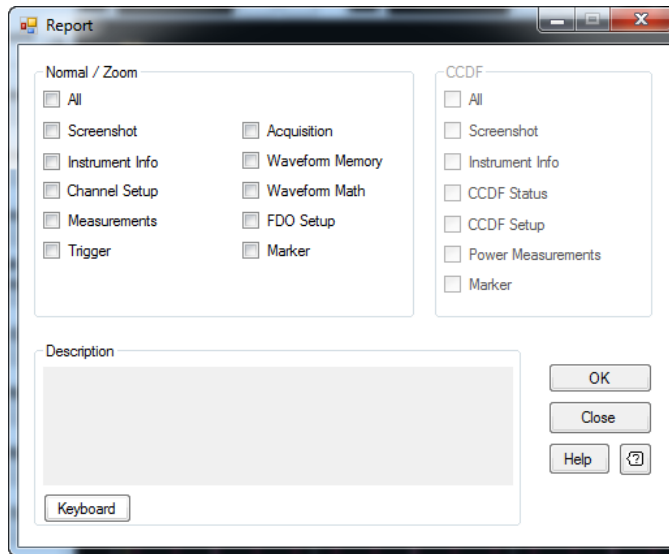 Report
Normal / Zoom
All
Screenshot
Instrument Info
Channel Setup
Measurements
Trigger
Acquisition
Waveform Memory
Waveform Math
FDO Setup
Marker
CCDF
All
Screenshot
Instrument Info
CCDF Status
CCDF Setup
Power Measurements
Marker
Description
Keyboard
OK
Close
Help
?